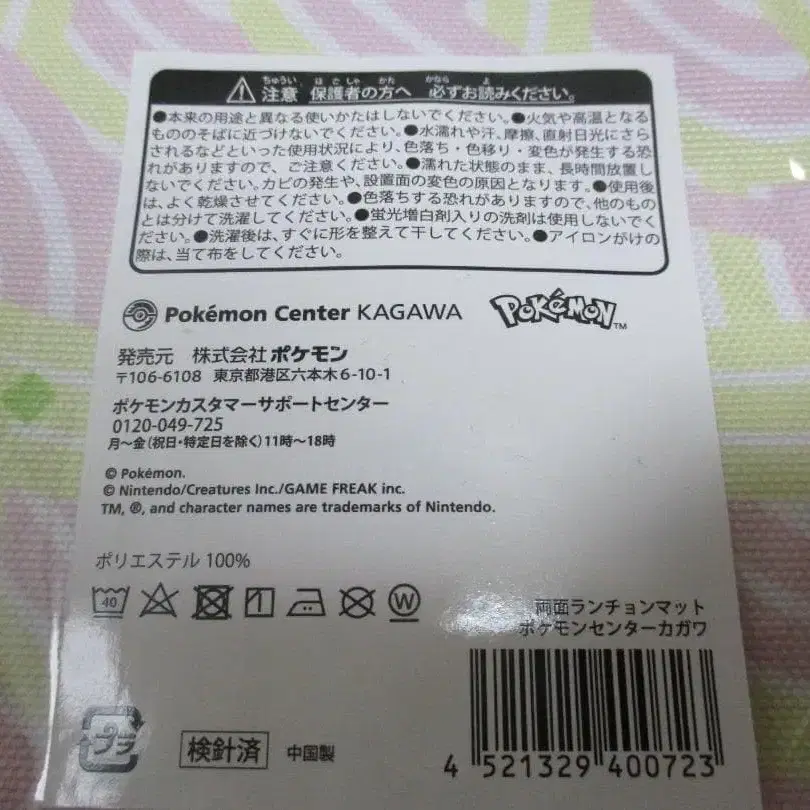 注意 保護者の方へ 必ずお読みください。
●本来の用途と異なる使いかたはしないでください。●火気や高温となる
もののそばに近づけないでください。●水濡れや汗、摩擦、直射日光にさら
されるなどといった使用状況により、色落ち・色移り・変色が発生する恐
れがありますので、ご注意ください。●濡れた状態のまま、長時間放置し
ないでください。カビの発生や、設置面の変色の原因となります。●使用後
は、よく乾燥させてください。●色落ちする恐れがありますので、他のもの
とは分けて洗濯してください。●蛍光増白剤入りの洗剤は使用しないでく
ださい。●洗濯後は、すぐに形を整えて干してください。●アイロンがけの
際は、当て布をしてください。
Pokémon Center KAGAWA POKéMON™
発売元 株式会社ポケモン
〒106-6108 東京都港区六本木6-10-1
ポケモンカスタマーサポートセンター
0120-049-725
月～金(祝日・特定日を除く)11時～18時
© Pokémon.
© Nintendo/Creatures Inc./GAME FREAK inc.
TM, ®, and character names are trademarks of Nintendo.
ポリエステル 100%
40 W
両面ランチョンマット
ポケモンセンターカガワ
プラ 検針済 中国製
4 521329 400723